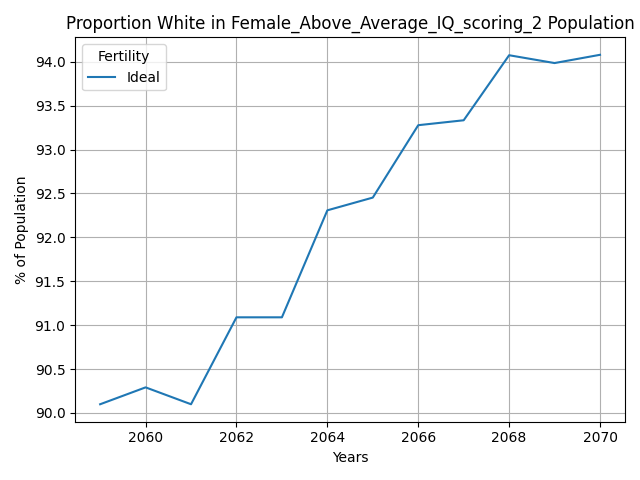 Proportion White in Female_Above_Average_IQ_scoring_2 Population
Fertility
Ideal
94.0
93.5
93.0
92.5
92.0
91.5
91.0
90.5
90.0
% of Population
2060 2062 2064 2066 2068 2070
Years